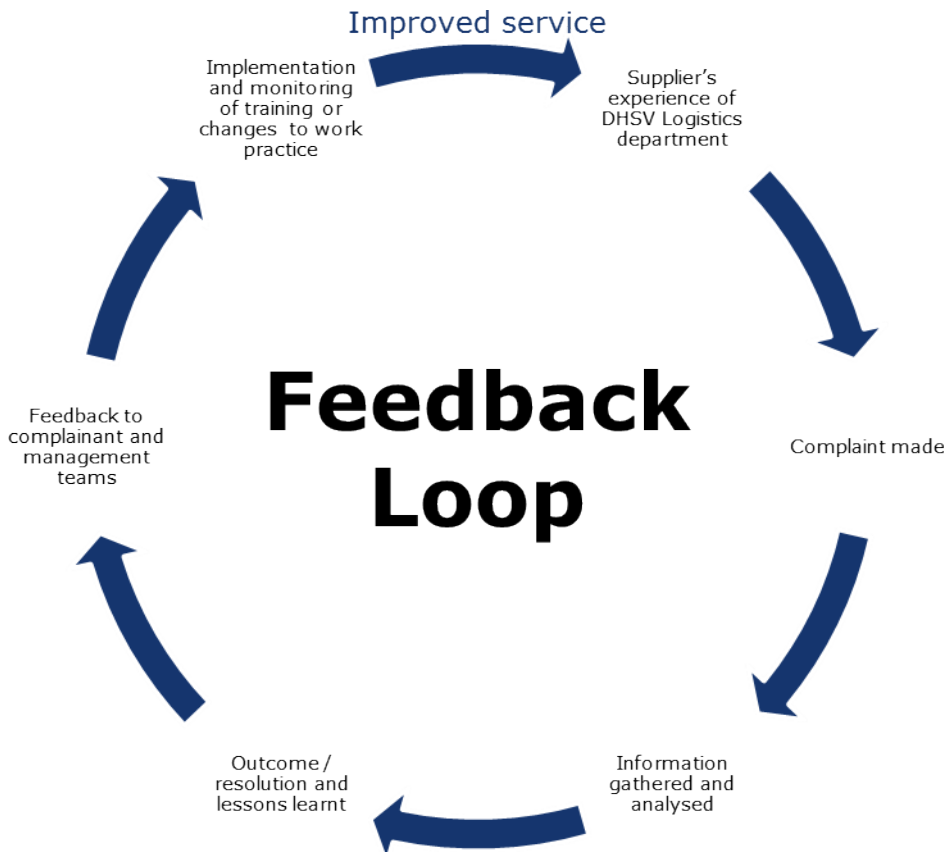 Improved service
Supplier's
experience of
DHSV Logistics
department
Complaint made
Information
gathered and
analysed
Outcome /
resolution and
lessons learnt
Feedback to
complainant and
management
teams
Implementation
and monitoring
of training or
changes to work
practice
Feedback
Loop